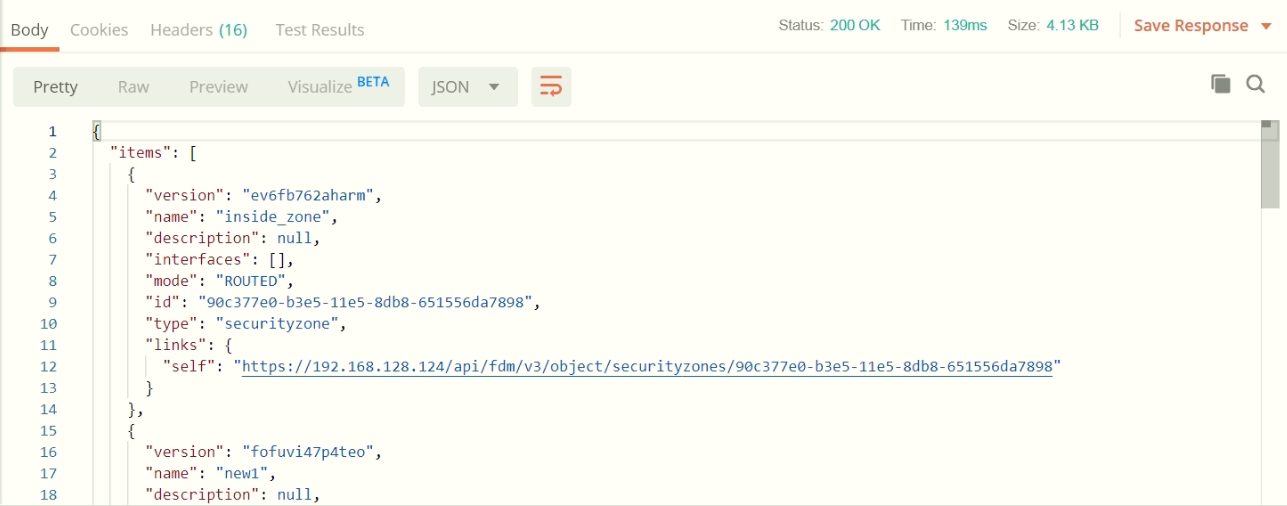 Body Cookies Headers (16) Test Results Status: 200 OK Time: 139ms Size: 4.13 KB Save Response
Pretty Raw Preview Visualize BETA JSON
1 {
2 "items": [
3 {
4 "version": "ev6fb762aharm",
5 "name": "inside_zone",
6 "description": null,
7 "interfaces": [],
8 "mode": "ROUTED",
9 "id": "90c377e0-b3e5-11e5-8db8-651556da7898",
10 "type": "securityzone",
11 "links": {
12 "self": "https://192.168.128.124/api/fdm/v3/object/securityzones/90c377e0-b3e5-11e5-8db8-651556da7898"
13 }
14 },
15 {
16 "version": "fofuvi47p4teo",
17 "name": "new1",
18 "description": null,